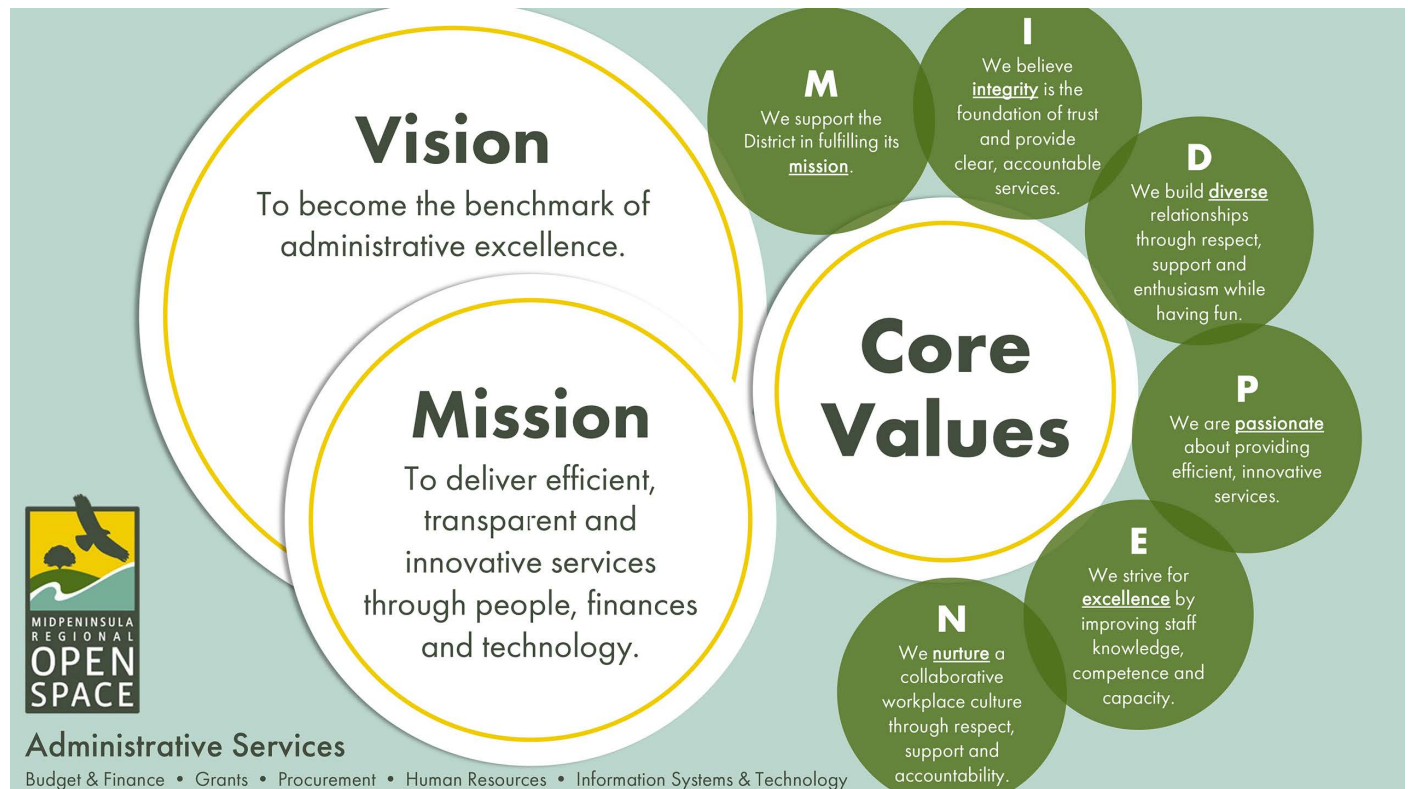 Vision
To become the benchmark of
administrative excellence.
Mission
To deliver efficient,
transparent and
innovative services
through people, finances
and technology.
Core
Values
M
We support the
District in fulfilling its
mission.
I
We believe
integrity is the
foundation of trust
and provide
clear, accountable
services.
D
We build diverse
relationships
through respect,
support and
enthusiasm while
having fun.
P
We are passionate
about providing
efficient, innovative
services.
E
We strive for
excellence by
improving staff
knowledge,
competence and
capacity.
N
We nurture a
collaborative
workplace culture
through respect,
support and
accountability.
MIDPENINSULA
REGIONAL
OPEN
SPACE
Administrative Services
Budget & Finance • Grants • Procurement • Human Resources • Information Systems & Technology